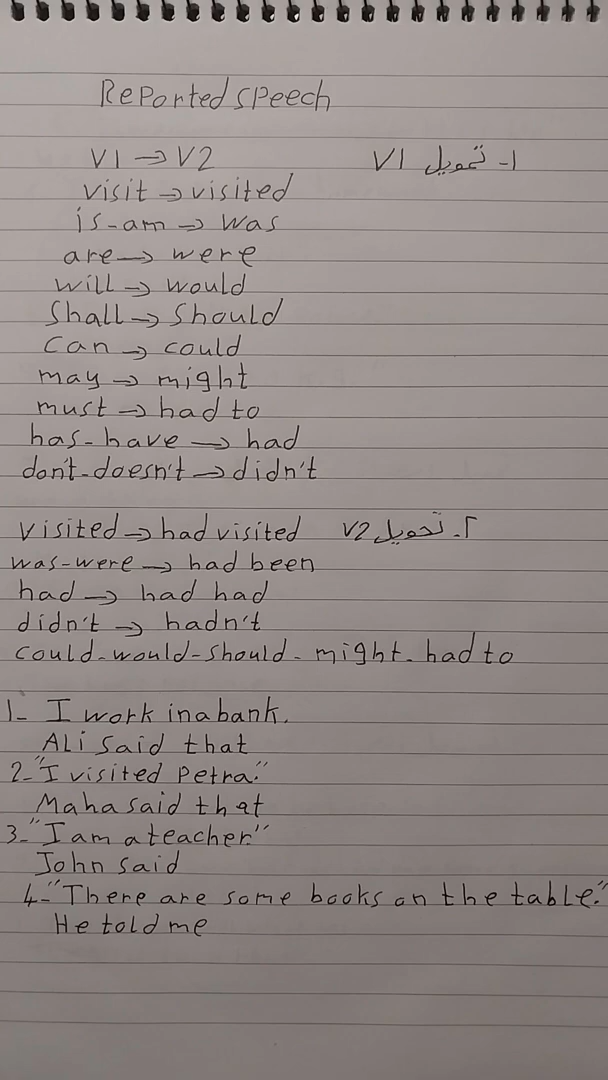 Reported speech
V1 → V2 ١- تحويل V1
visit → visited
is-am → was
are → were
will → would
Shall → Should
Can → could
may → might
must → had to
has-have → had
don't-doesn't → didn't
visited → had visited ٢- تحويل V2
was-were → had been
had → had had
didn't → hadn't
could-would-should-might-had to
1- I work in a bank.
Ali said that
2-"I visited Petra."
Maha said that
3-"I am a teacher."
John said
4-"There are some books on the table."
He told me